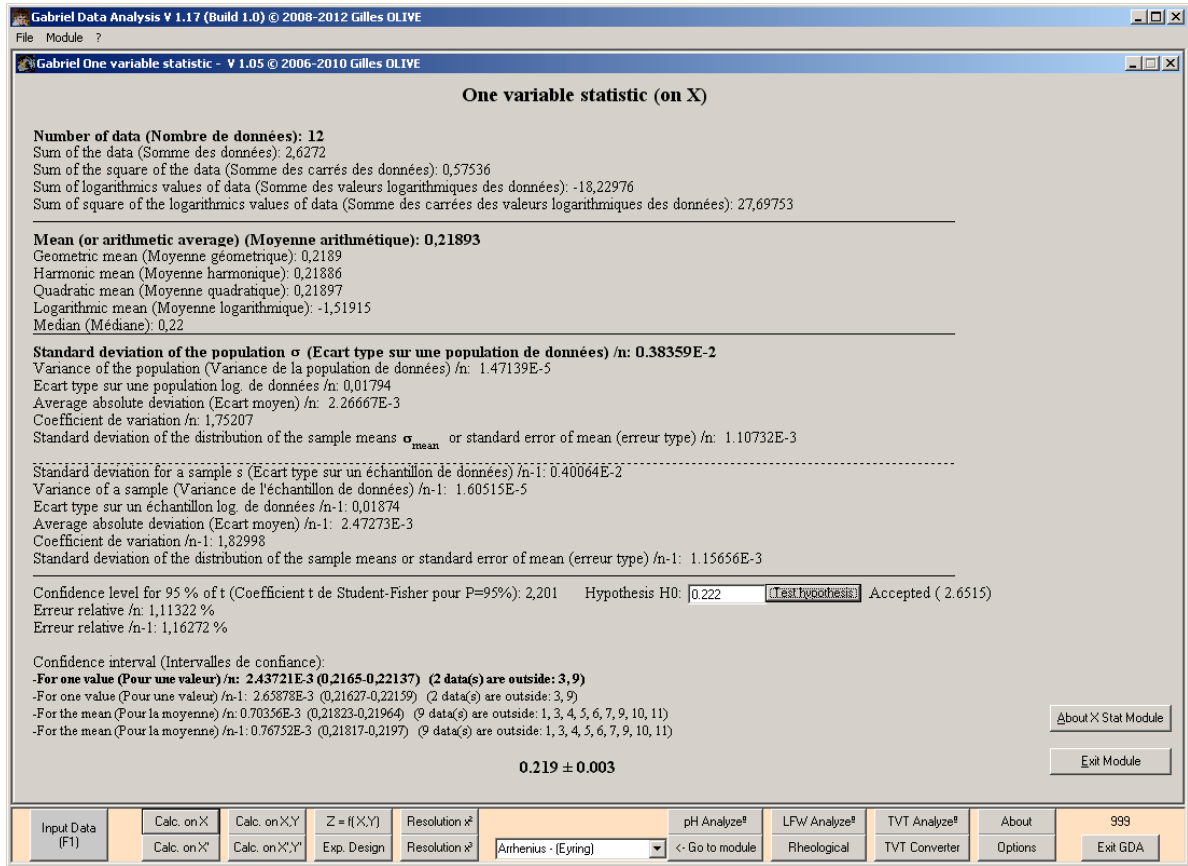 Gabriel Data Analysis V 1.17 (Build 1.0) © 2008-2012 Gilles OLIVE
File Module ?
Gabriel One variable statistic - V 1.05 © 2006-2010 Gilles OLIVE
One variable statistic (on X)
Number of data (Nombre de données): 12
Sum of the data (Somme des données): 2,6272
Sum of the square of the data (Somme des carrés des données): 0,57536
Sum of logarithmics values of data (Somme des valeurs logarithmiques des données): -18,22976
Sum of square of the logarithmics values of data (Somme des carrées des valeurs logarithmiques des données): 27,69753
Mean (or arithmetic average) (Moyenne arithmétique): 0,21893
Geometric mean (Moyenne géometrique): 0,2189
Harmonic mean (Moyenne harmonique): 0,21886
Quadratic mean (Moyenne quadratique): 0,21897
Logarithmic mean (Moyenne logarithmique): -1,51915
Median (Médiane): 0,22
Standard deviation of the population σ (Ecart type sur une population de données) /n: 0.38359E-2
Variance of the population (Variance de la population de données) /n: 1.47139E-5
Ecart type sur une population log. de données /n: 0,01794
Average absolute deviation (Ecart moyen) /n: 2.26667E-3
Coefficient de variation /n: 1,75207
Standard deviation of the distribution of the sample means σmean or standard error of mean (erreur type) /n: 1.10732E-3
Standard deviation for a sample s (Ecart type sur un échantillon de données) /n-1: 0.40064E-2
Variance of a sample (Variance de l'échantillon de données) /n-1: 1.60515E-5
Ecart type sur un échantillon log. de données /n-1: 0,01874
Average absolute deviation (Ecart moyen) /n-1: 2.47273E-3
Coefficient de variation /n-1: 1,82998
Standard deviation of the distribution of the sample means or standard error of mean (erreur type) /n-1: 1.15656E-3
Confidence level for 95 % of t (Coefficient t de Student-Fisher pour P=95%): 2,201 Hypothesis H0: 0.222 Test hypothesis Accepted ( 2.6515)
Erreur relative /n: 1,11322 %
Erreur relative /n-1: 1,16272 %
Confidence interval (Intervalles de confiance):
-For one value (Pour une valeur) /n: 2.43721E-3 (0,2165-0,22137) (2 data(s) are outside: 3, 9)
-For one value (Pour une valeur) /n-1: 2.65878E-3 (0,21627-0,22159) (2 data(s) are outside: 3, 9)
-For the mean (Pour la moyenne) /n: 0.70356E-3 (0,21823-0,21964) (9 data(s) are outside: 1, 3, 4, 5, 6, 7, 9, 10, 11)
-For the mean (Pour la moyenne) /n-1: 0.76752E-3 (0,21817-0,2197) (9 data(s) are outside: 1, 3, 4, 5, 6, 7, 9, 10, 11)
About X Stat Module
Exit Module
0.219 ± 0.003
Input Data (F1)
Calc. on X Calc. on X,Y Z = f(X,Y) Resolution x² pH Analyze® LFW Analyze® TVT Analyze® About 999
Calc. on X' Calc. on X',Y' Exp. Design Resolution x³ Arrhenius - (Eyring) <- Go to module Rheological TVT Converter Options Exit GDA